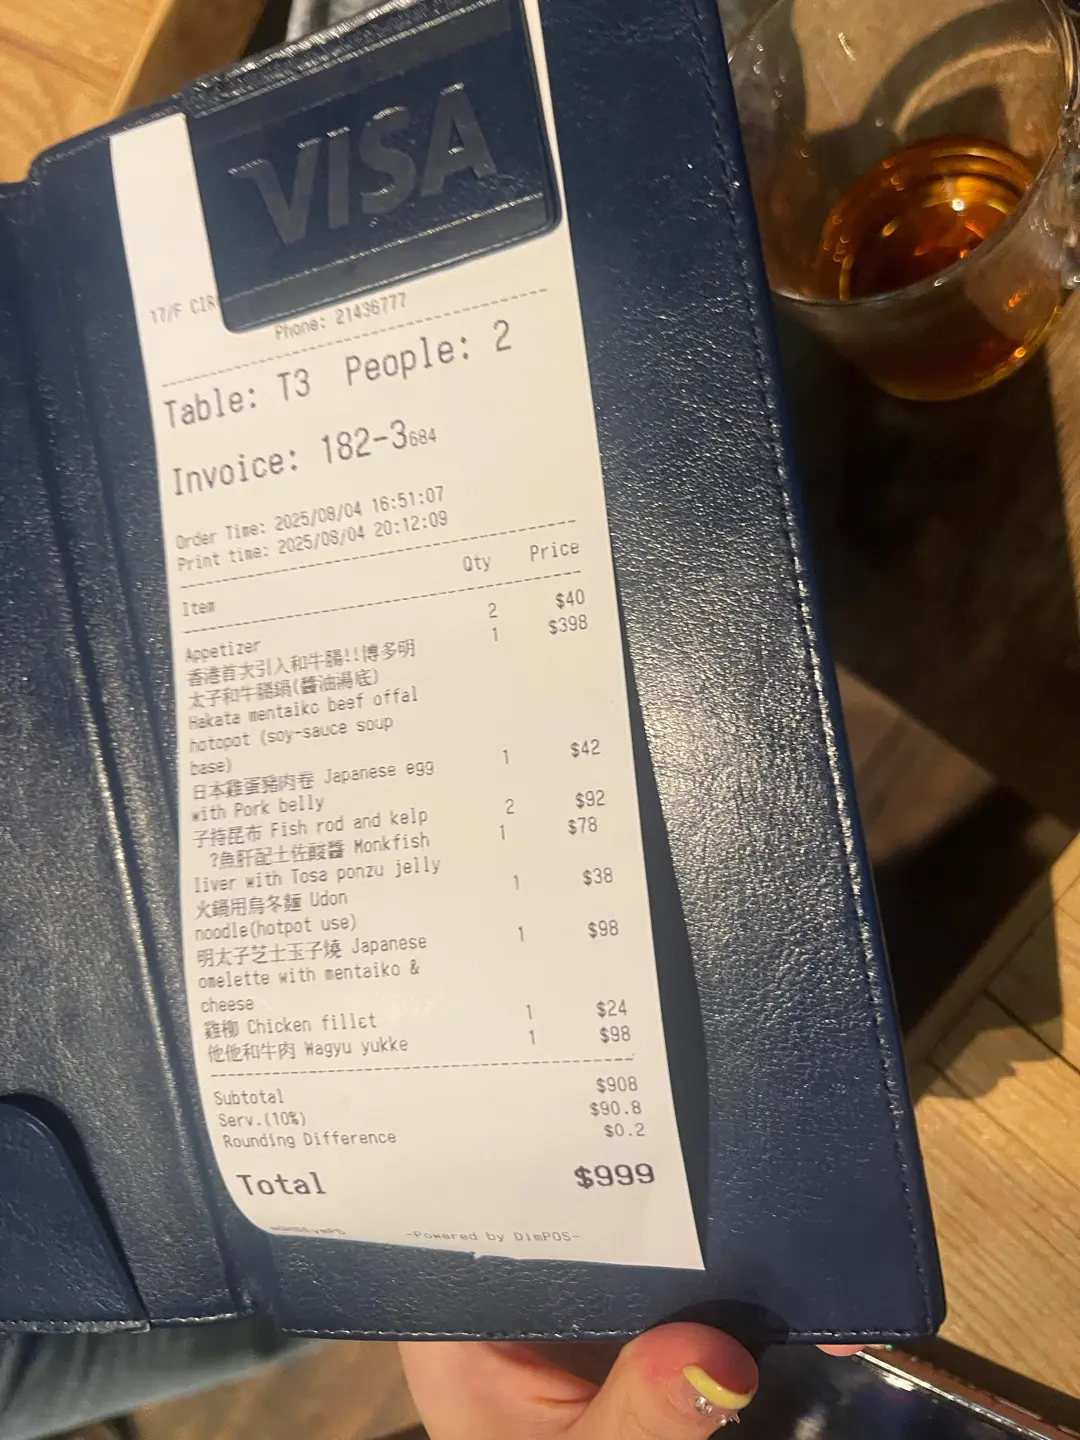 VISA
17/F CIR
Phone: 21436777
Table: T3 People: 2
Invoice: 182-3684
Order Time: 2025/08/04 16:51:07
Print time: 2025/08/04 20:12:09
Item Qty Price
Appetizer 2 $40
香港首次引入和牛腸!!博多明 1 $398
太子和牛腸鍋(醬油湯底)
Hakata mentaiko beef offal
hotopot (soy-sauce soup
base)
日本雞蛋豬肉卷 Japanese egg 1 $42
with Pork belly
子持昆布 Fish rod and kelp 2 $92
?魚肝配土佐酸醬 Monkfish 1 $78
liver with Tosa ponzu jelly
火鍋用烏冬麵 Udon 1 $38
noodle(hotpot use)
明太子芝士玉子燒 Japanese 1 $98
omelette with mentaiko &
cheese
雞柳 Chicken fillet 1 $24
他他和牛肉 Wagyu yukke 1 $98
Subtotal $908
Serv.(10%) $90.8
Rounding Difference $0.2
Total $999
-Powered by DimPOS-